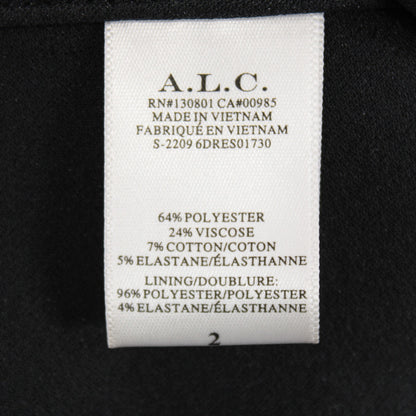 A.L.C.
RN#130801 CA#00985
MADE IN VIETNAM
FABRIQUÉ EN VIETNAM
S-2209 6DRES01730
64% POLYESTER
24% VISCOSE
7% COTTON/COTON
5% ELASTANE/ÉLASTHANNE
LINING/DOUBLURE:
96% POLYESTER/POLYESTER
4% ELASTANE/ÉLASTHANNE
2